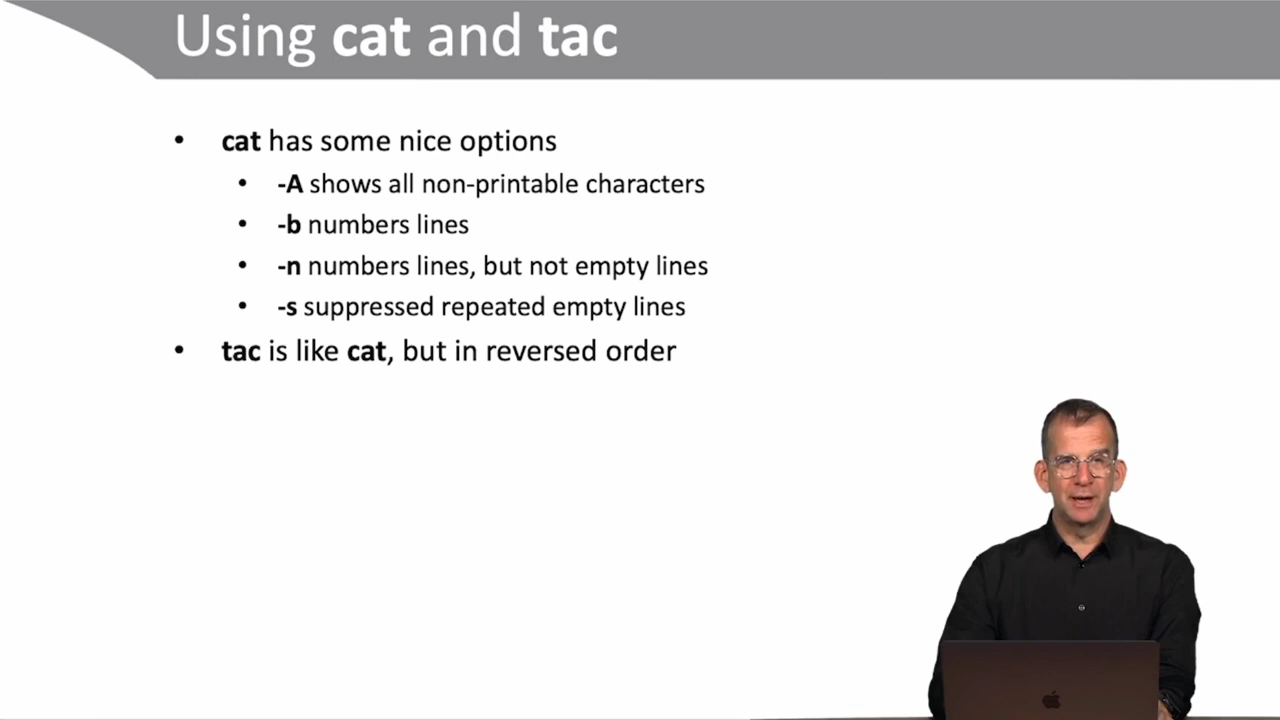 Using cat and tac
• cat has some nice options
• -A shows all non-printable characters
• -b numbers lines
• -n numbers lines, but not empty lines
• -s suppressed repeated empty lines
• tac is like cat, but in reversed order